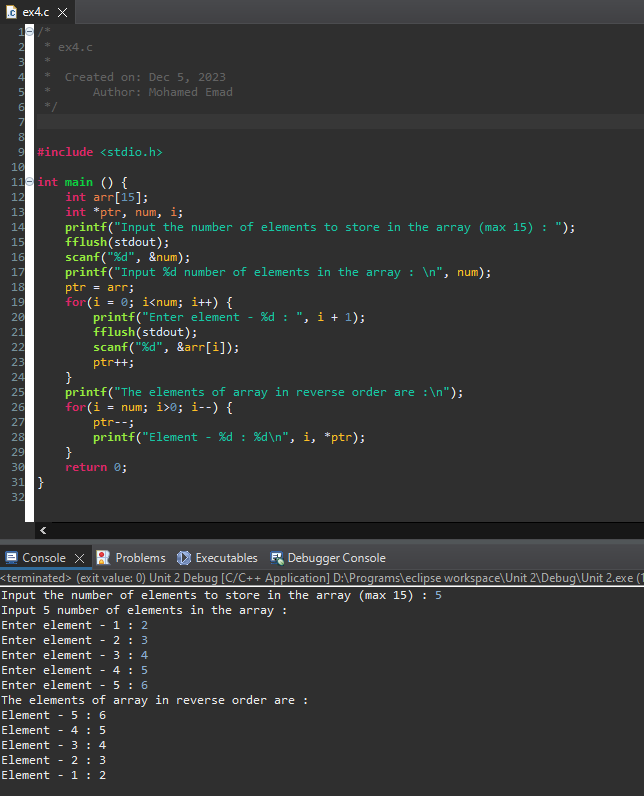 ex4.c
1 /*
2  * ex4.c
3  *
4  *  Created on: Dec 5, 2023
5  *      Author: Mohamed Emad
6  */
7
8
9 #include <stdio.h>
10
11 int main () {
12     int arr[15];
13     int *ptr, num, i;
14     printf("Input the number of elements to store in the array (max 15) : ");
15     fflush(stdout);
16     scanf("%d", &num);
17     printf("Input %d number of elements in the array : \n", num);
18     ptr = arr;
19     for(i = 0; i<num; i++) {
20         printf("Enter element - %d : ", i + 1);
21         fflush(stdout);
22         scanf("%d", &arr[i]);
23         ptr++;
24     }
25     printf("The elements of array in reverse order are :\n");
26     for(i = num; i>0; i--) {
27         ptr--;
28         printf("Element - %d : %d\n", i, *ptr);
29     }
30     return 0;
31 }
32
Console Problems Executables Debugger Console
<terminated> (exit value: 0) Unit 2 Debug [C/C++ Application] D:\Programs\eclipse workspace\Unit 2\Debug\Unit 2.exe (1
Input the number of elements to store in the array (max 15) : 5
Input 5 number of elements in the array :
Enter element - 1 : 2
Enter element - 2 : 3
Enter element - 3 : 4
Enter element - 4 : 5
Enter element - 5 : 6
The elements of array in reverse order are :
Element - 5 : 6
Element - 4 : 5
Element - 3 : 4
Element - 2 : 3
Element - 1 : 2